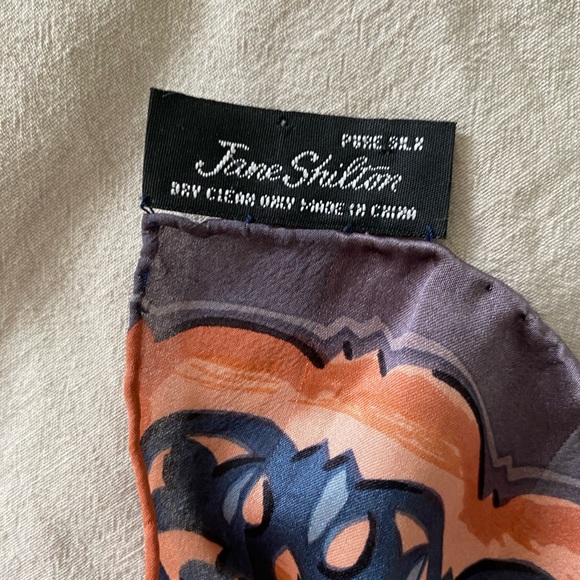 PURE SILK
Jane Shilton
DRY CLEAN ONLY MADE IN CHINA